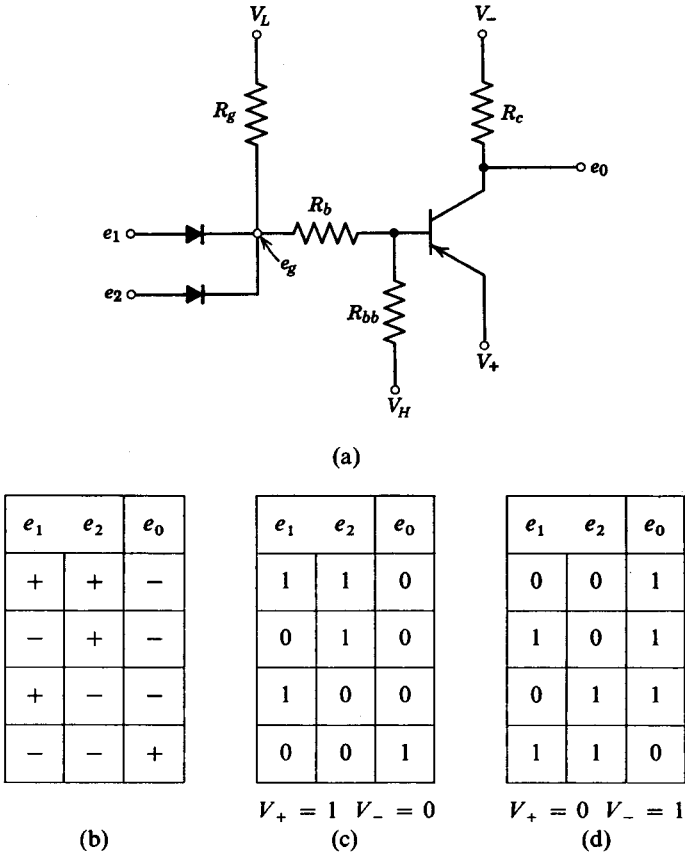 V_L V_-
R_g R_c
e_0
R_b
e_1
e_g
e_2
R_bb
V_+
V_H
(a)
e_1 e_2 e_0
+ + −
− + −
+ − −
− − +
(b)
e_1 e_2 e_0
1 1 0
0 1 0
1 0 0
0 0 1
V_+ = 1 V_- = 0
(c)
e_1 e_2 e_0
0 0 1
1 0 1
0 1 1
1 1 0
V_+ = 0 V_- = 1
(d)